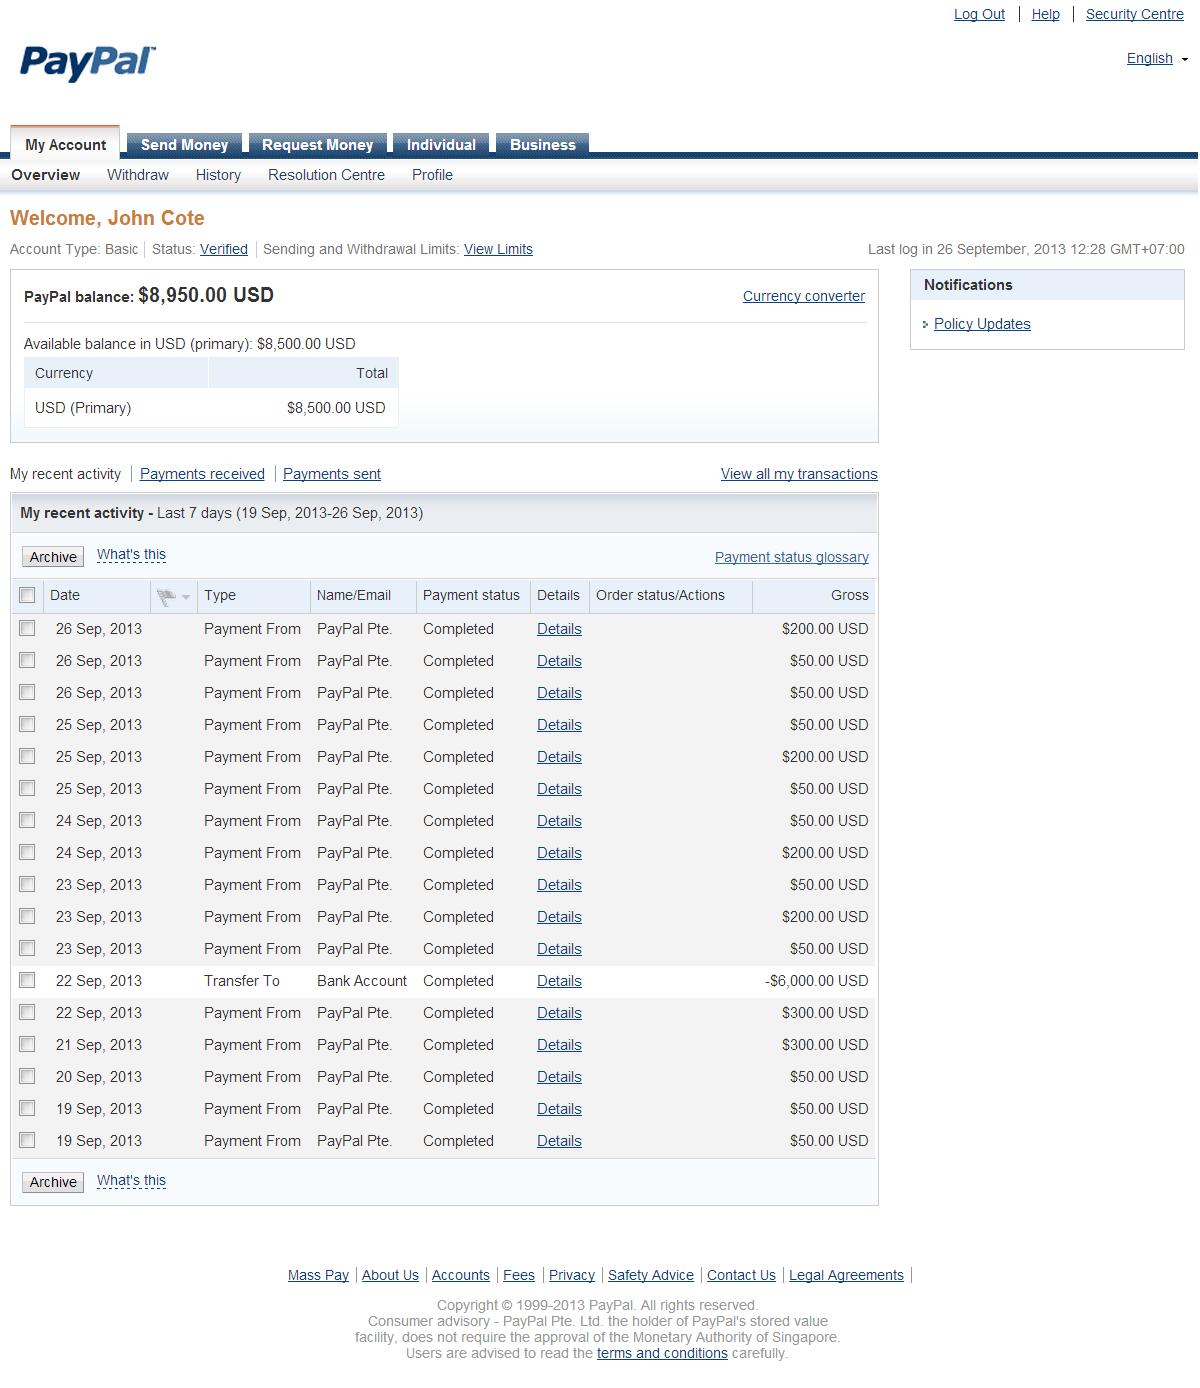 Log Out Help Security Centre
PayPal™
English
My Account Send Money Request Money Individual Business
Overview Withdraw History Resolution Centre Profile
Welcome, John Cote
Account Type: Basic Status: Verified Sending and Withdrawal Limits: View Limits Last log in 26 September, 2013 12:28 GMT+07:00
PayPal balance: $8,950.00 USD Currency converter
Notifications
Policy Updates
Available balance in USD (primary): $8,500.00 USD
Currency Total
USD (Primary) $8,500.00 USD
My recent activity Payments received Payments sent View all my transactions
My recent activity - Last 7 days (19 Sep, 2013-26 Sep, 2013)
Archive What's this Payment status glossary
Date Type Name/Email Payment status Details Order status/Actions Gross
26 Sep, 2013 Payment From PayPal Pte. Completed Details $200.00 USD
26 Sep, 2013 Payment From PayPal Pte. Completed Details $50.00 USD
26 Sep, 2013 Payment From PayPal Pte. Completed Details $50.00 USD
25 Sep, 2013 Payment From PayPal Pte. Completed Details $50.00 USD
25 Sep, 2013 Payment From PayPal Pte. Completed Details $200.00 USD
25 Sep, 2013 Payment From PayPal Pte. Completed Details $50.00 USD
24 Sep, 2013 Payment From PayPal Pte. Completed Details $50.00 USD
24 Sep, 2013 Payment From PayPal Pte. Completed Details $200.00 USD
23 Sep, 2013 Payment From PayPal Pte. Completed Details $50.00 USD
23 Sep, 2013 Payment From PayPal Pte. Completed Details $200.00 USD
23 Sep, 2013 Payment From PayPal Pte. Completed Details $50.00 USD
22 Sep, 2013 Transfer To Bank Account Completed Details -$6,000.00 USD
22 Sep, 2013 Payment From PayPal Pte. Completed Details $300.00 USD
21 Sep, 2013 Payment From PayPal Pte. Completed Details $300.00 USD
20 Sep, 2013 Payment From PayPal Pte. Completed Details $50.00 USD
19 Sep, 2013 Payment From PayPal Pte. Completed Details $50.00 USD
19 Sep, 2013 Payment From PayPal Pte. Completed Details $50.00 USD
Archive What's this
Mass Pay About Us Accounts Fees Privacy Safety Advice Contact Us Legal Agreements
Copyright © 1999-2013 PayPal. All rights reserved.
Consumer advisory - PayPal Pte. Ltd. the holder of PayPal's stored value
facility, does not require the approval of the Monetary Authority of Singapore.
Users are advised to read the terms and conditions carefully.